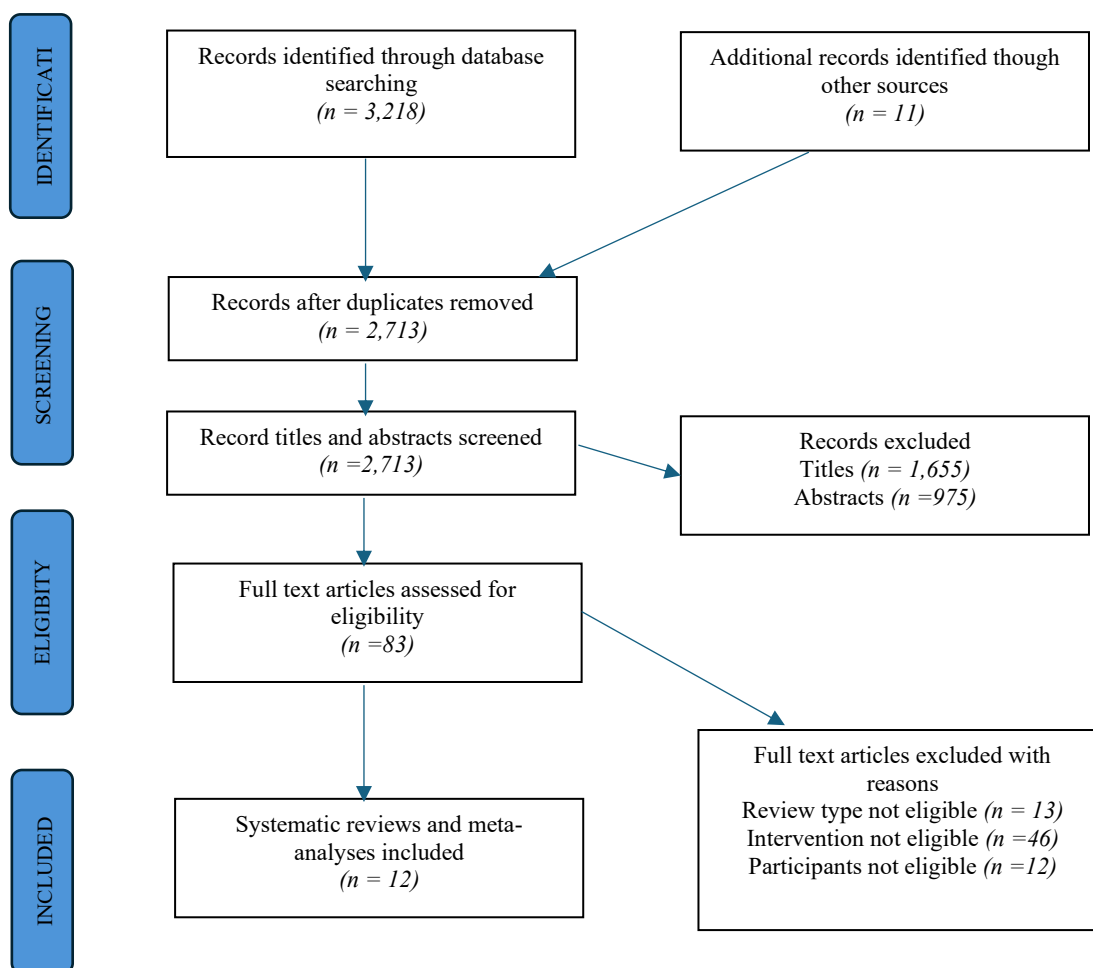 IDENTIFICATI
Records identified through database
searching
(n = 3,218)
Additional records identified though
other sources
(n = 11)
SCREENING
Records after duplicates removed
(n = 2,713)
Record titles and abstracts screened
(n =2,713)
Records excluded
Titles (n = 1,655)
Abstracts (n =975)
ELIGIBITY
Full text articles assessed for
eligibility
(n =83)
Full text articles excluded with
reasons
Review type not eligible (n = 13)
Intervention not eligible (n =46)
Participants not eligible (n =12)
INCLUDED
Systematic reviews and meta-
analyses included
(n = 12)